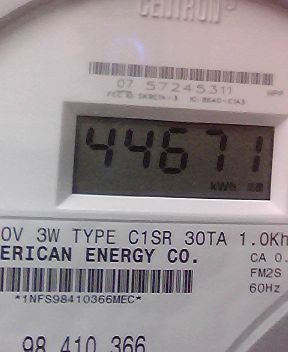 CENTRON
07 57245311
44671
kWh
0V 3W TYPE C1SR 30TA 1.0Kh
ERICAN ENERGY CO.
CA 0.
FM2S
*1NFS98410366MEC*
60Hz
98 410 366